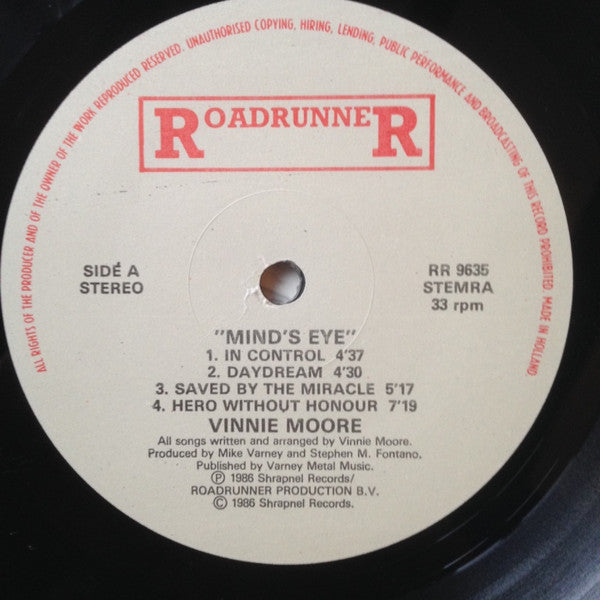 ALL RIGHTS OF THE PRODUCER AND OF THE OWNER OF THE WORK REPRODUCED RESERVED. UNAUTHORISED COPYING, HIRING, LENDING, PUBLIC PERFORMANCE AND BROADCASTING OF THIS RECORD PROHIBITED. MADE IN HOLLAND
ROADRUNNER
SIDE A
STEREO
RR 9635
STEMRA
33 rpm
"MIND'S EYE"
1. IN CONTROL 4'37
2. DAYDREAM 4'30
3. SAVED BY THE MIRACLE 5'17
4. HERO WITHOUT HONOUR 7'19
VINNIE MOORE
All songs written and arranged by Vinnie Moore.
Produced by Mike Varney and Stephen M. Fontano.
Published by Varney Metal Music.
Ⓟ 1986 Shrapnel Records/
ROADRUNNER PRODUCTION B.V.
© 1986 Shrapnel Records.